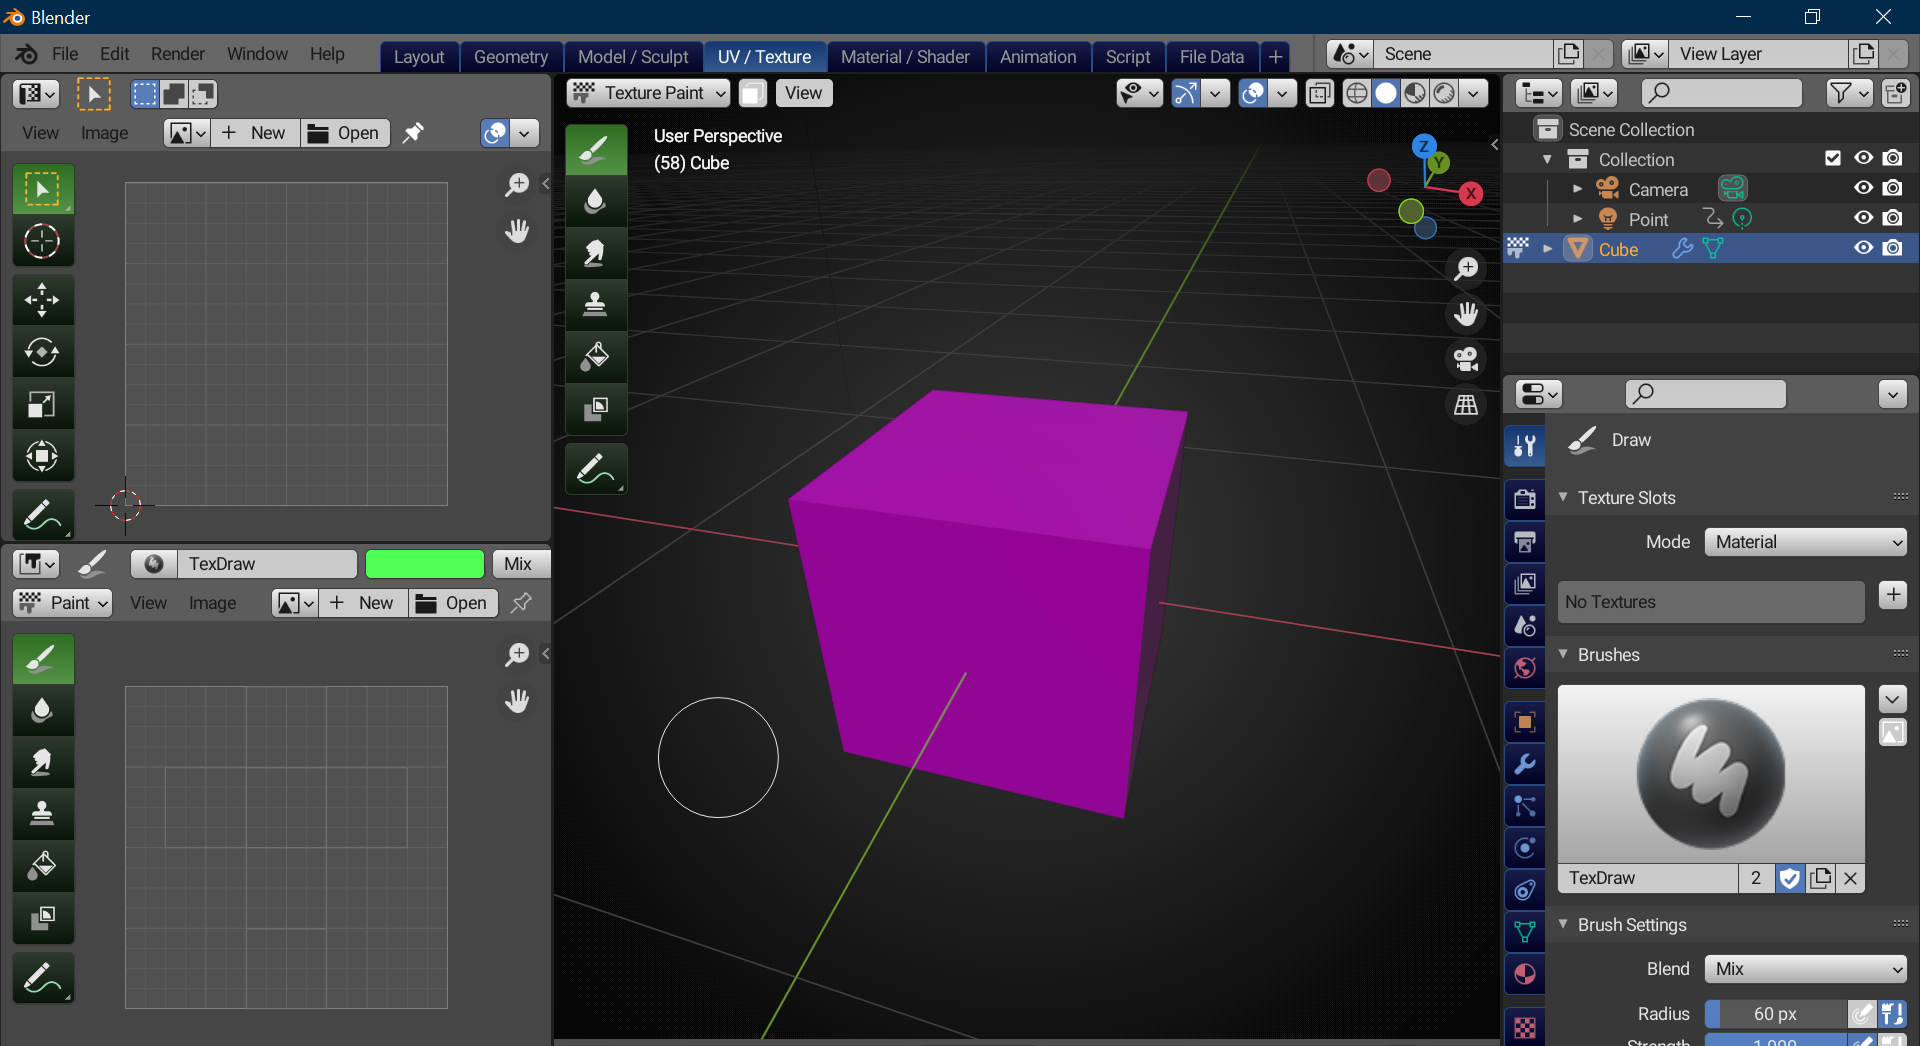 Blender
File Edit Render Window Help Layout Geometry Model / Sculpt UV / Texture Material / Shader Animation Script File Data + Scene View Layer
Texture Paint View
View Image + New Open
User Perspective
(58) Cube
Z
Y
X
Scene Collection
Collection
Camera
Point
Cube
Draw
Texture Slots
Mode Material
No Textures +
Brushes
TexDraw 2
Brush Settings
Blend Mix
Radius 60 px
Strength 1.000
TexDraw Mix
Paint View Image + New Open